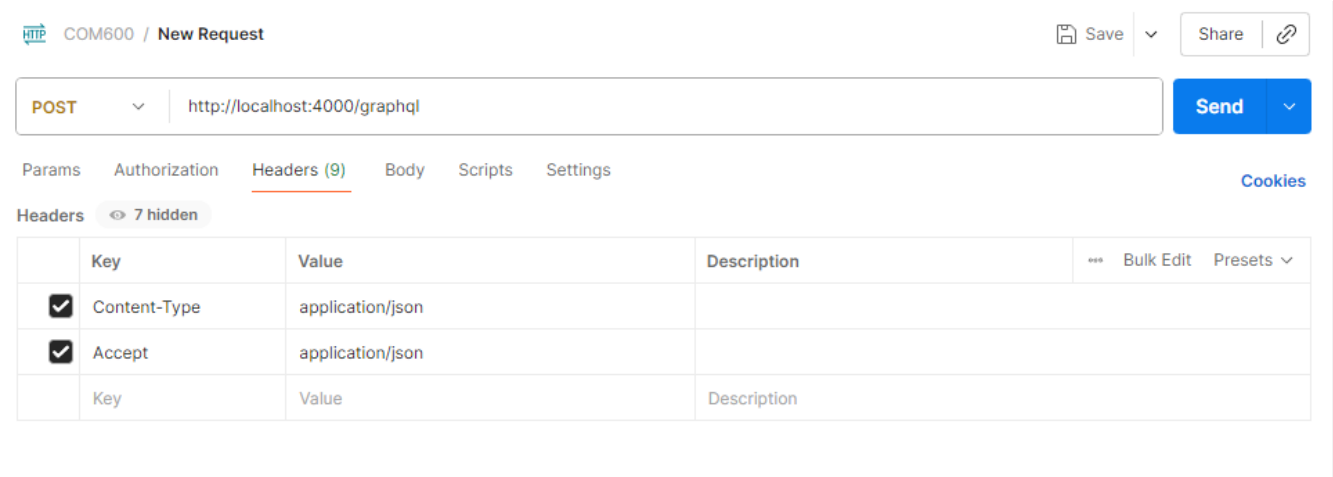 HTTP COM600 / New Request Save Share
POST http://localhost:4000/graphql Send
Params Authorization Headers (9) Body Scripts Settings Cookies
Headers 7 hidden
Key Value Description Bulk Edit Presets
Content-Type application/json
Accept application/json
Key Value Description